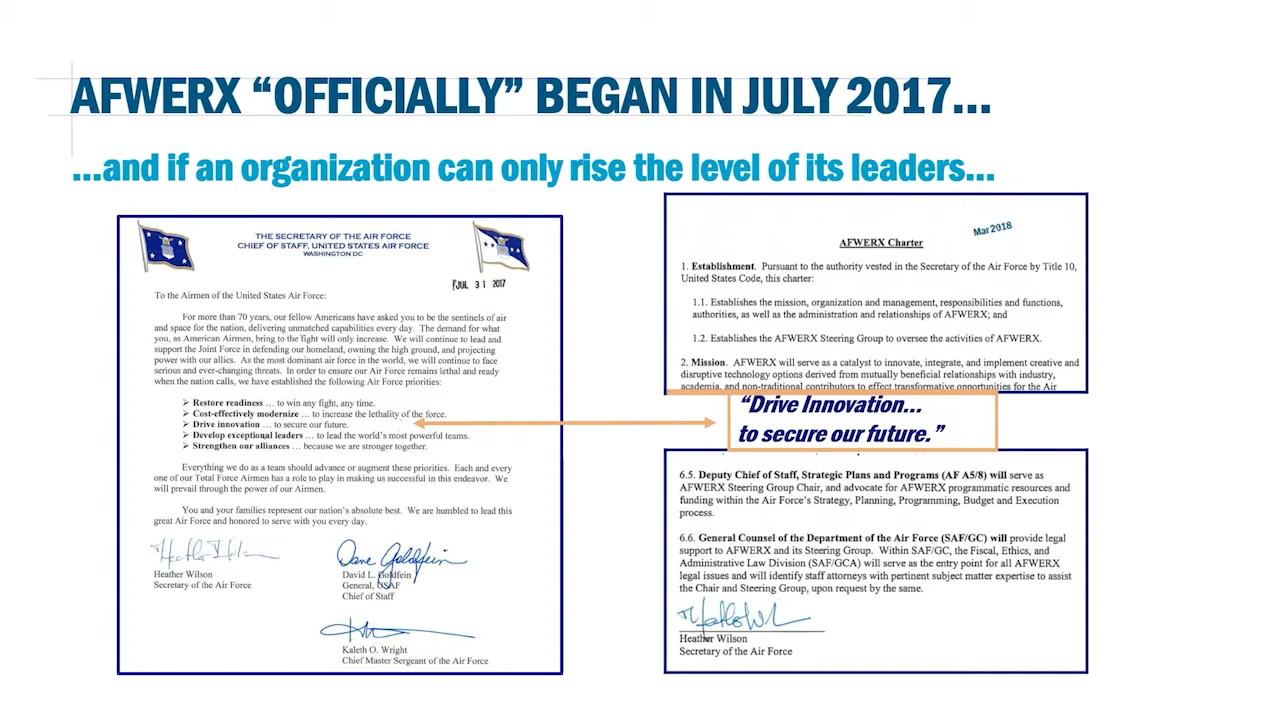 AFWERX “OFFICIALLY” BEGAN IN JULY 2017...
...and if an organization can only rise the level of its leaders...
THE SECRETARY OF THE AIR FORCE
CHIEF OF STAFF, UNITED STATES AIR FORCE
WASHINGTON DC
JUL 31 2017
To the Airmen of the United States Air Force:
For more than 70 years, our fellow Americans have asked you to be the sentinels of air
and space for the nation, delivering unmatched capabilities every day. The demand for what
you, as American Airmen, bring to the fight will only increase. We will continue to lead and
support the Joint Force in defending our homeland, owning the high ground, and projecting
power with our allies. As the most dominant air force in the world, we will continue to face
serious and ever-changing threats. In order to ensure our Air Force remains lethal and ready
when the nation calls, we have established the following Air Force priorities:
➢ Restore readiness … to win any fight, any time.
➢ Cost-effectively modernize … to increase the lethality of the force.
➢ Drive innovation … to secure our future.
➢ Develop exceptional leaders … to lead the world's most powerful teams.
➢ Strengthen our alliances … because we are stronger together.
Everything we do as a team should advance or augment these priorities. Each and every
one of our Total Force Airmen has a role to play in making us successful in this endeavor. We
will prevail through the power of our Airmen.
You and your families represent our nation's absolute best. We are humbled to lead this
great Air Force and honored to serve with you every day.
Heather Wilson
Secretary of the Air Force
Dave Goldfein
David L. Goldfein
General, USAF
Chief of Staff
Kaleth O. Wright
Chief Master Sergeant of the Air Force
Mar 2018
AFWERX Charter
1. Establishment. Pursuant to the authority vested in the Secretary of the Air Force by Title 10,
United States Code, this charter:
1.1. Establishes the mission, organization and management, responsibilities and functions,
authorities, as well as the administration and relationships of AFWERX; and
1.2. Establishes the AFWERX Steering Group to oversee the activities of AFWERX.
2. Mission. AFWERX will serve as a catalyst to innovate, integrate, and implement creative and
disruptive technology options derived from mutually beneficial relationships with industry,
academia, and non-traditional contributors to effect transformative opportunities for the Air
“Drive Innovation...
to secure our future.”
6.5. Deputy Chief of Staff, Strategic Plans and Programs (AF A5/8) will serve as
AFWERX Steering Group Chair, and advocate for AFWERX programmatic resources and
funding within the Air Force's Strategy, Planning, Programming, Budget and Execution
process.
6.6. General Counsel of the Department of the Air Force (SAF/GC) will provide legal
support to AFWERX and its Steering Group. Within SAF/GC, the Fiscal, Ethics, and
Administrative Law Division (SAF/GCA) will serve as the entry point for all AFWERX
legal issues and will identify staff attorneys with pertinent subject matter expertise to assist
the Chair and Steering Group, upon request by the same.
Heather Wilson
Secretary of the Air Force